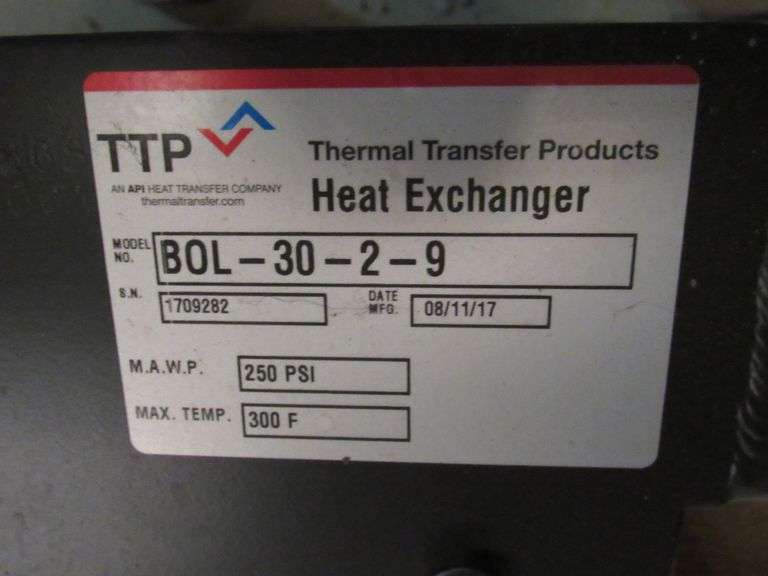 TTP
AN API HEAT TRANSFER COMPANY
thermaltransfer.com
Thermal Transfer Products
Heat Exchanger
MODEL NO. BOL-30-2-9
S.N. 1709282 DATE MFG. 08/11/17
M.A.W.P. 250 PSI
MAX. TEMP. 300 F